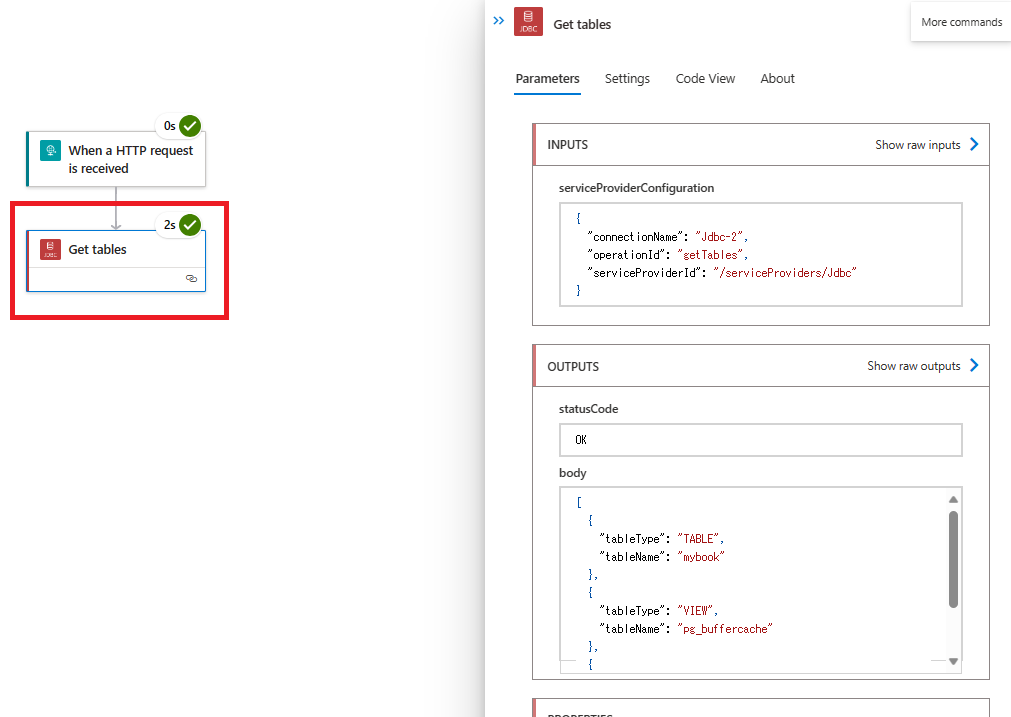 0s
When a HTTP request
is received
2s
JDBC
Get tables
JDBC
Get tables
More commands
Parameters
Settings
Code View
About
INPUTS
Show raw inputs
serviceProviderConfiguration
{
"connectionName": "Jdbc-2",
"operationId": "getTables",
"serviceProviderId": "/serviceProviders/Jdbc"
}
OUTPUTS
Show raw outputs
statusCode
OK
body
[
{
"tableType": "TABLE",
"tableName": "mybook"
},
{
"tableType": "VIEW",
"tableName": "pg_buffercache"
},
{
PROPERTIES